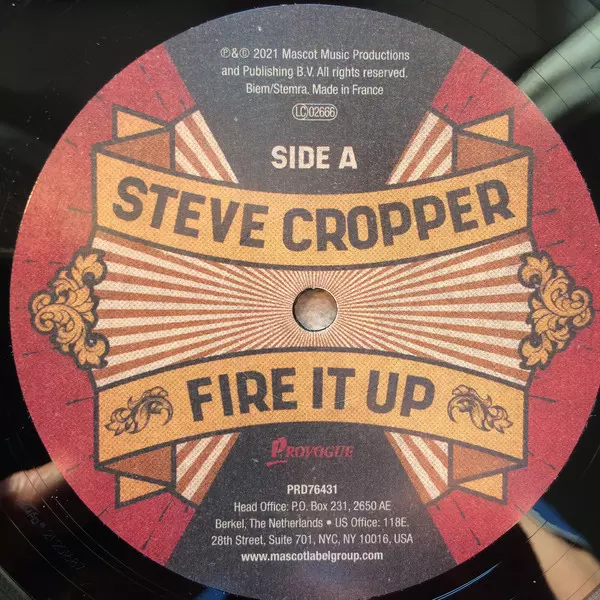 ℗&© 2021 Mascot Music Productions
and Publishing B.V. All rights reserved.
Biem/Stemra. Made in France
LC 02666
SIDE A
STEVE CROPPER
FIRE IT UP
PROVOGUE
PRD76431
Head Office: P.O. Box 231, 2650 AE
Berkel, The Netherlands • US Office: 118E.
28th Street, Suite 701, NYC, NY 10016, USA
www.mascotlabelgroup.com